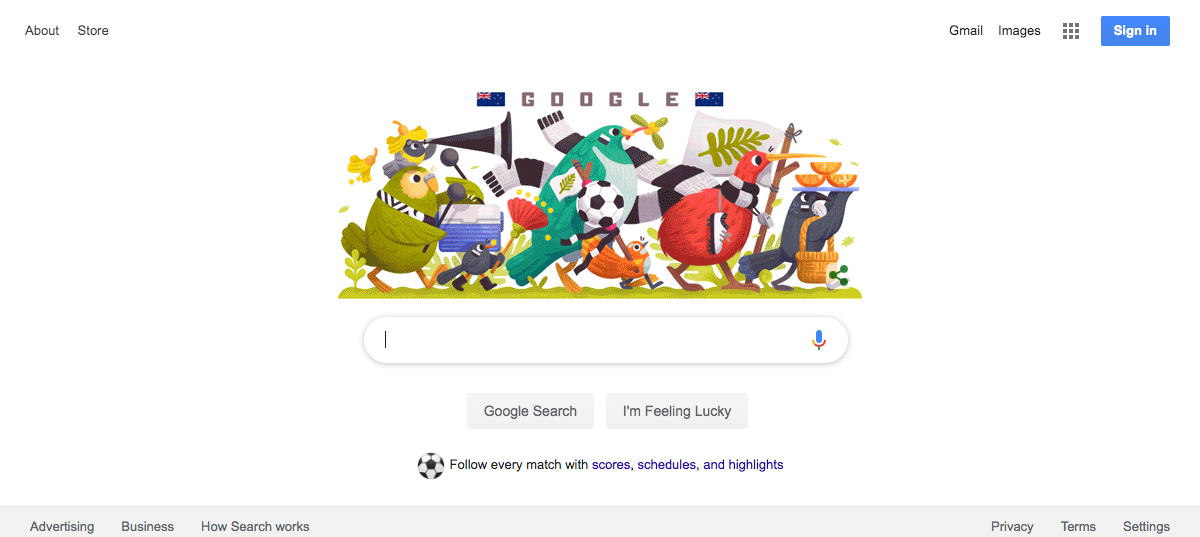 About Store
Gmail Images Sign in
GOOGLE
Google Search I'm Feeling Lucky
Follow every match with scores, schedules, and highlights
Advertising Business How Search works
Privacy Terms Settings